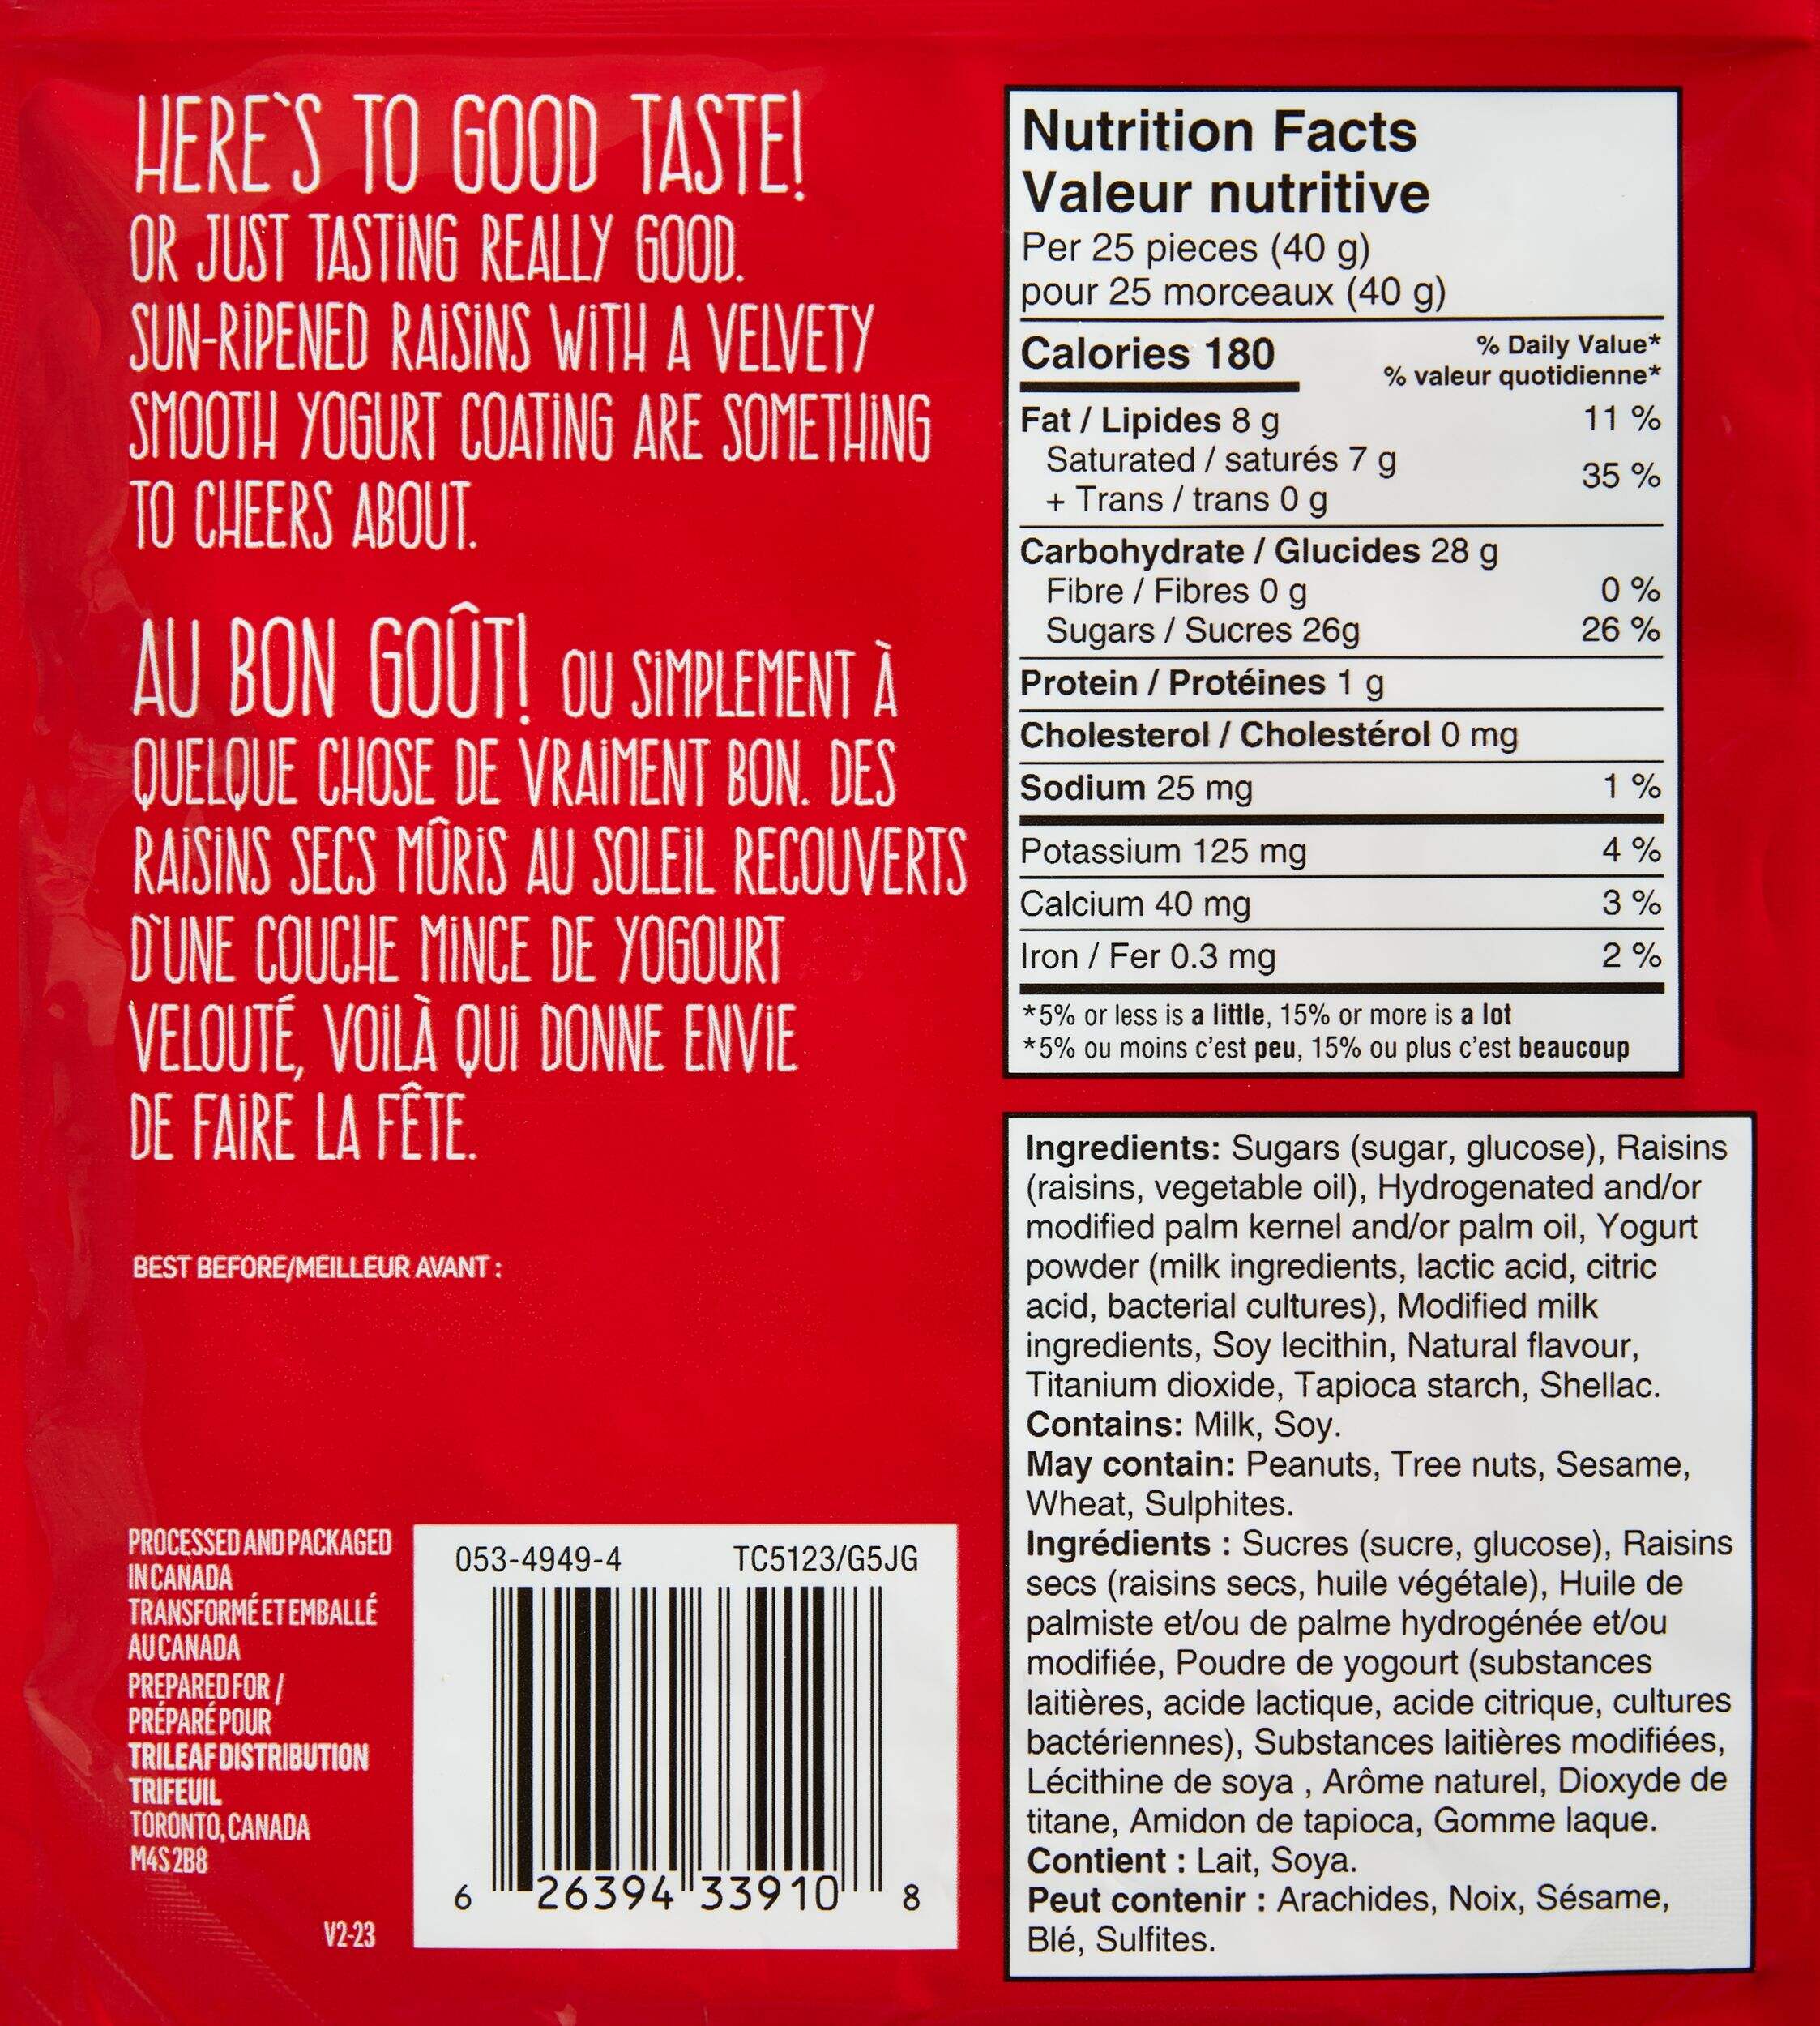 HERE'S TO GOOD TASTE!
OR JUST TASTING REALLY GOOD.
SUN-RIPENED RAISINS WITH A VELVETY
SMOOTH YOGURT COATING ARE SOMETHING
TO CHEERS ABOUT.
AU BON GOÛT! OU SIMPLEMENT À
QUELQUE CHOSE DE VRAIMENT BON. DES
RAISINS SECS MÛRIS AU SOLEIL RECOUVERTS
D'UNE COUCHE MINCE DE YOGOURT
VELOUTÉ, VOILÀ QUI DONNE ENVIE
DE FAIRE LA FÊTE.
BEST BEFORE/MEILLEUR AVANT :
PROCESSED AND PACKAGED
IN CANADA
TRANSFORMÉ ET EMBALLÉ
AU CANADA
PREPARED FOR /
PRÉPARÉ POUR
TRILEAF DISTRIBUTION
TRIFEUIL
TORONTO, CANADA
M4S 2B8
V2-23
053-4949-4 TC5123/G5JG
6 26394 33910 8
Nutrition Facts
Valeur nutritive
Per 25 pieces (40 g)
pour 25 morceaux (40 g)
Calories 180 % Daily Value*
% valeur quotidienne*
Fat / Lipides 8 g 11 %
Saturated / saturés 7 g 35 %
+ Trans / trans 0 g
Carbohydrate / Glucides 28 g
Fibre / Fibres 0 g 0 %
Sugars / Sucres 26g 26 %
Protein / Protéines 1 g
Cholesterol / Cholestérol 0 mg
Sodium 25 mg 1 %
Potassium 125 mg 4 %
Calcium 40 mg 3 %
Iron / Fer 0.3 mg 2 %
*5% or less is a little, 15% or more is a lot
*5% ou moins c'est peu, 15% ou plus c'est beaucoup
Ingredients: Sugars (sugar, glucose), Raisins
(raisins, vegetable oil), Hydrogenated and/or
modified palm kernel and/or palm oil, Yogurt
powder (milk ingredients, lactic acid, citric
acid, bacterial cultures), Modified milk
ingredients, Soy lecithin, Natural flavour,
Titanium dioxide, Tapioca starch, Shellac.
Contains: Milk, Soy.
May contain: Peanuts, Tree nuts, Sesame,
Wheat, Sulphites.
Ingrédients : Sucres (sucre, glucose), Raisins
secs (raisins secs, huile végétale), Huile de
palmiste et/ou de palme hydrogénée et/ou
modifiée, Poudre de yogourt (substances
laitières, acide lactique, acide citrique, cultures
bactériennes), Substances laitières modifiées,
Lécithine de soya , Arôme naturel, Dioxyde de
titane, Amidon de tapioca, Gomme laque.
Contient : Lait, Soya.
Peut contenir : Arachides, Noix, Sésame,
Blé, Sulfites.